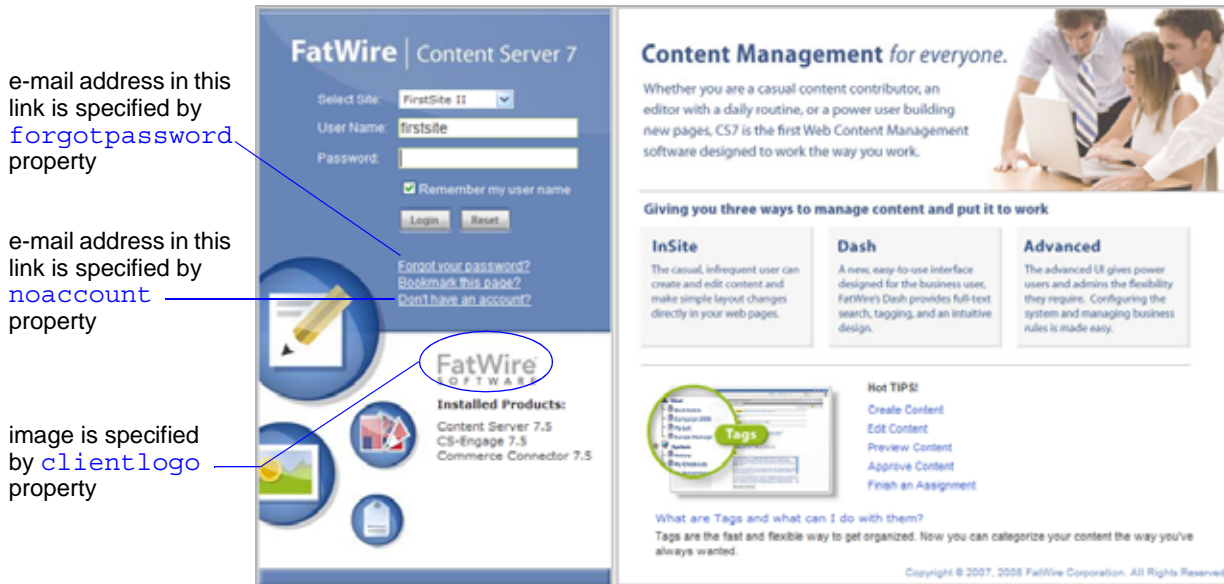 e-mail address in this
link is specified by
forgotpassword
property
e-mail address in this
link is specified by
noaccount
property
image is specified
by clientlogo
property
FatWire | Content Server 7
Select Site: FirstSite II
User Name: firstsite
Password:
Remember my user name
Login Reset
Forgot your password?
Bookmark this page?
Don't have an account?
FatWire
SOFTWARE
Installed Products:
Content Server 7.5
CS-Engage 7.5
Commerce Connector 7.5
Content Management for everyone.
Whether you are a casual content contributor, an
editor with a daily routine, or a power user building
new pages, CS7 is the first Web Content Management
software designed to work the way you work.
Giving you three ways to manage content and put it to work
InSite
The casual, infrequent user can
create and edit content and
make simple layout changes
directly in your web pages.
Dash
A new, easy-to-use interface
designed for the business user,
FatWire's Dash provides full-text
search, tagging, and an intuitive
design.
Advanced
The advanced UI gives power
users and admins the flexibility
they require. Configuring the
system and managing business
rules is made easy.
Tags
Hot TIPS!
Create Content
Edit Content
Preview Content
Approve Content
Finish an Assignment
What are Tags and what can I do with them?
Tags are the fast and flexible way to get organized. Now you can categorize your content the way you've
always wanted.
Copyright © 2007, 2008 FatWire Corporation. All Rights Reserved